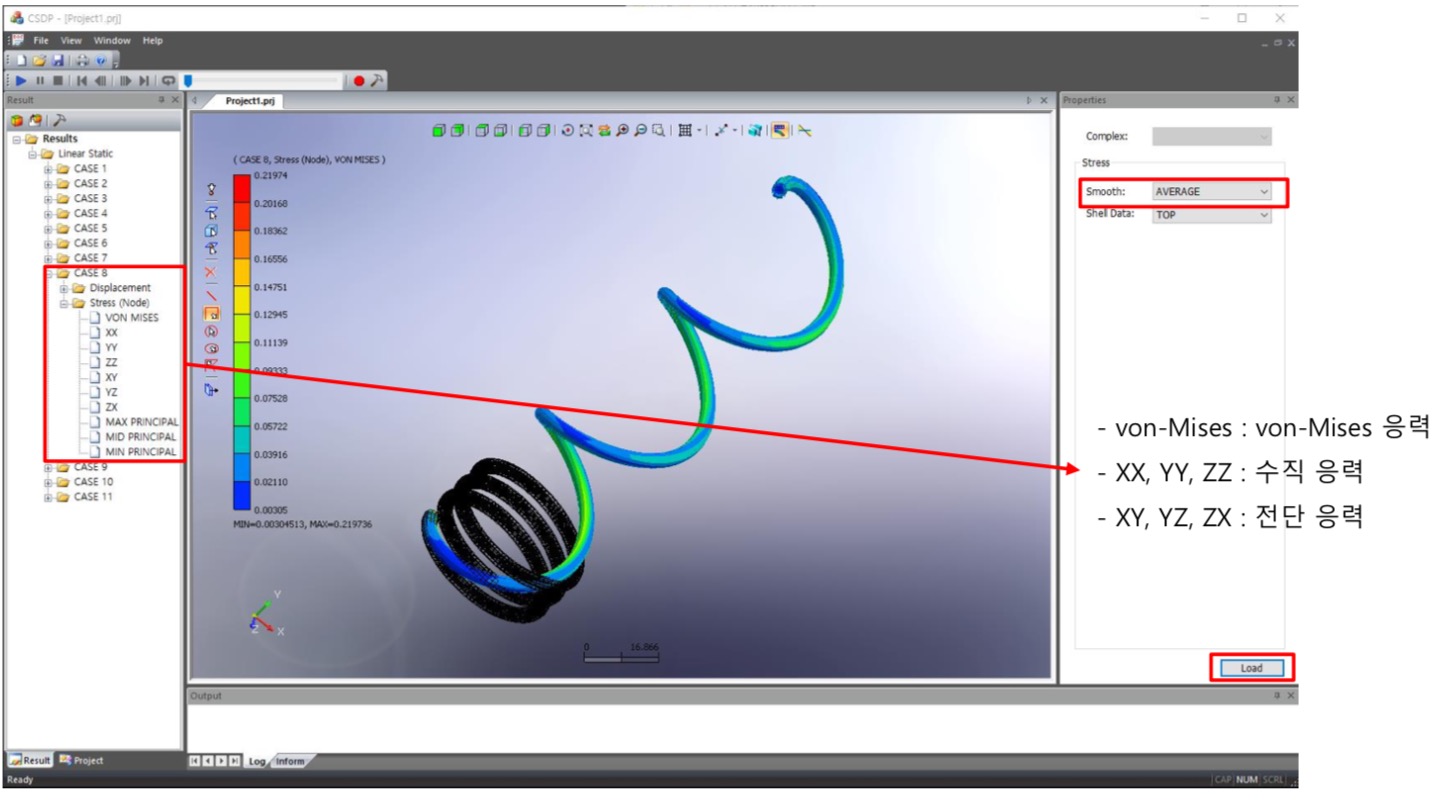 CSDP - [Project1.prj]
File View Window Help
Result
Project1.prj
Properties
Results
Linear Static
CASE 1
CASE 2
CASE 3
CASE 4
CASE 5
CASE 6
CASE 7
CASE 8
Displacement
Stress (Node)
VON MISES
XX
YY
ZZ
XY
YZ
ZX
MAX PRINCIPAL
MID PRINCIPAL
MIN PRINCIPAL
CASE 9
CASE 10
CASE 11
( CASE 8, Stress (Node), VON MISES )
0.21974
0.20168
0.18362
0.16556
0.14751
0.12945
0.11139
0.09333
0.07528
0.05722
0.03916
0.02110
0.00305
MIN=0.00304513, MAX=0.219736
Y
Z X
0 16.866
Complex:
Stress
Smooth: AVERAGE
Shell Data: TOP
- von-Mises : von-Mises 응력
- XX, YY, ZZ : 수직 응력
- XY, YZ, ZX : 전단 응력
Load
Output
Result Project
Log Inform
Ready
CAP NUM SCRL